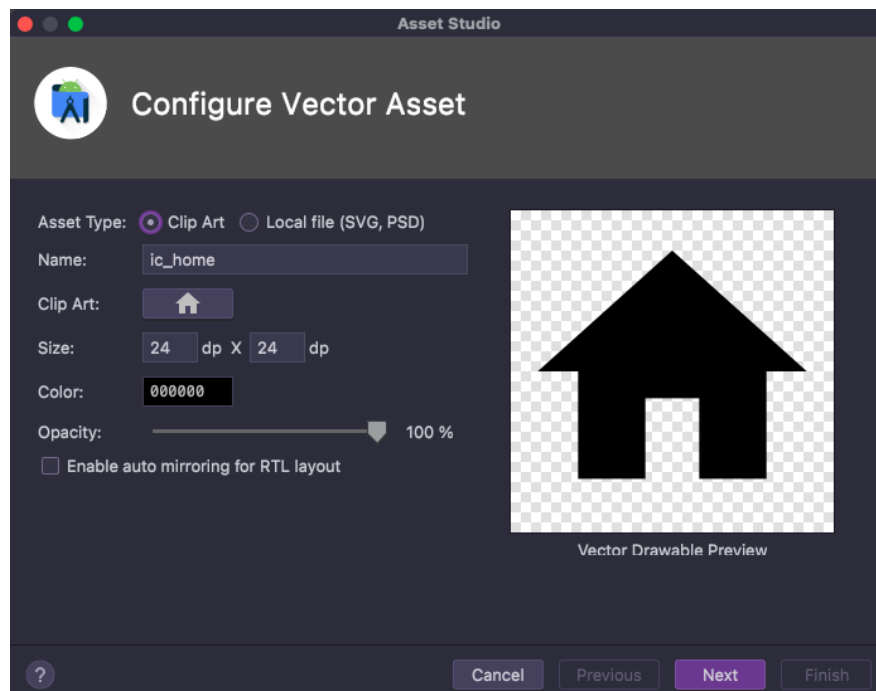 Asset Studio
Configure Vector Asset
Asset Type: Clip Art Local file (SVG, PSD)
Name: ic_home
Clip Art:
Size: 24 dp X 24 dp
Color: 000000
Opacity: 100 %
Enable auto mirroring for RTL layout
Vector Drawable Preview
? Cancel Previous Next Finish